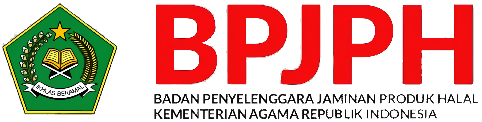 IKHLAS BERAMAL
BPJPH
BADAN PENYELENGGARA JAMINAN PRODUK HALAL
KEMENTERIAN AGAMA REPUBLIK INDONESIA